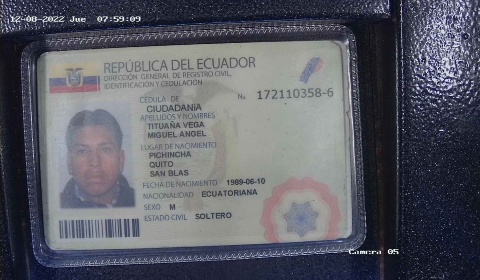 12-08-2022 Jue 07:59:09
REPÚBLICA DEL ECUADOR
DIRECCIÓN GENERAL DE REGISTRO CIVIL,
IDENTIFICACIÓN Y CEDULACIÓN
CÉDULA DE No. 172110358-6
CIUDADANÍA
APELLIDOS Y NOMBRES
TITUAÑA VEGA
MIGUEL ANGEL
LUGAR DE NACIMIENTO
PICHINCHA
QUITO
SAN BLAS
FECHA DE NACIMIENTO 1989-06-10
NACIONALIDAD ECUATORIANA
SEXO M
ESTADO CIVIL SOLTERO
Camera 05